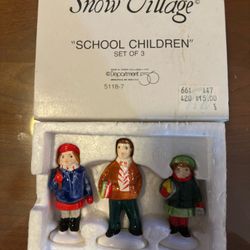 Snow Village®
"SCHOOL CHILDREN"
SET OF 3
Department 56
5118-7
661 147
420 15.00